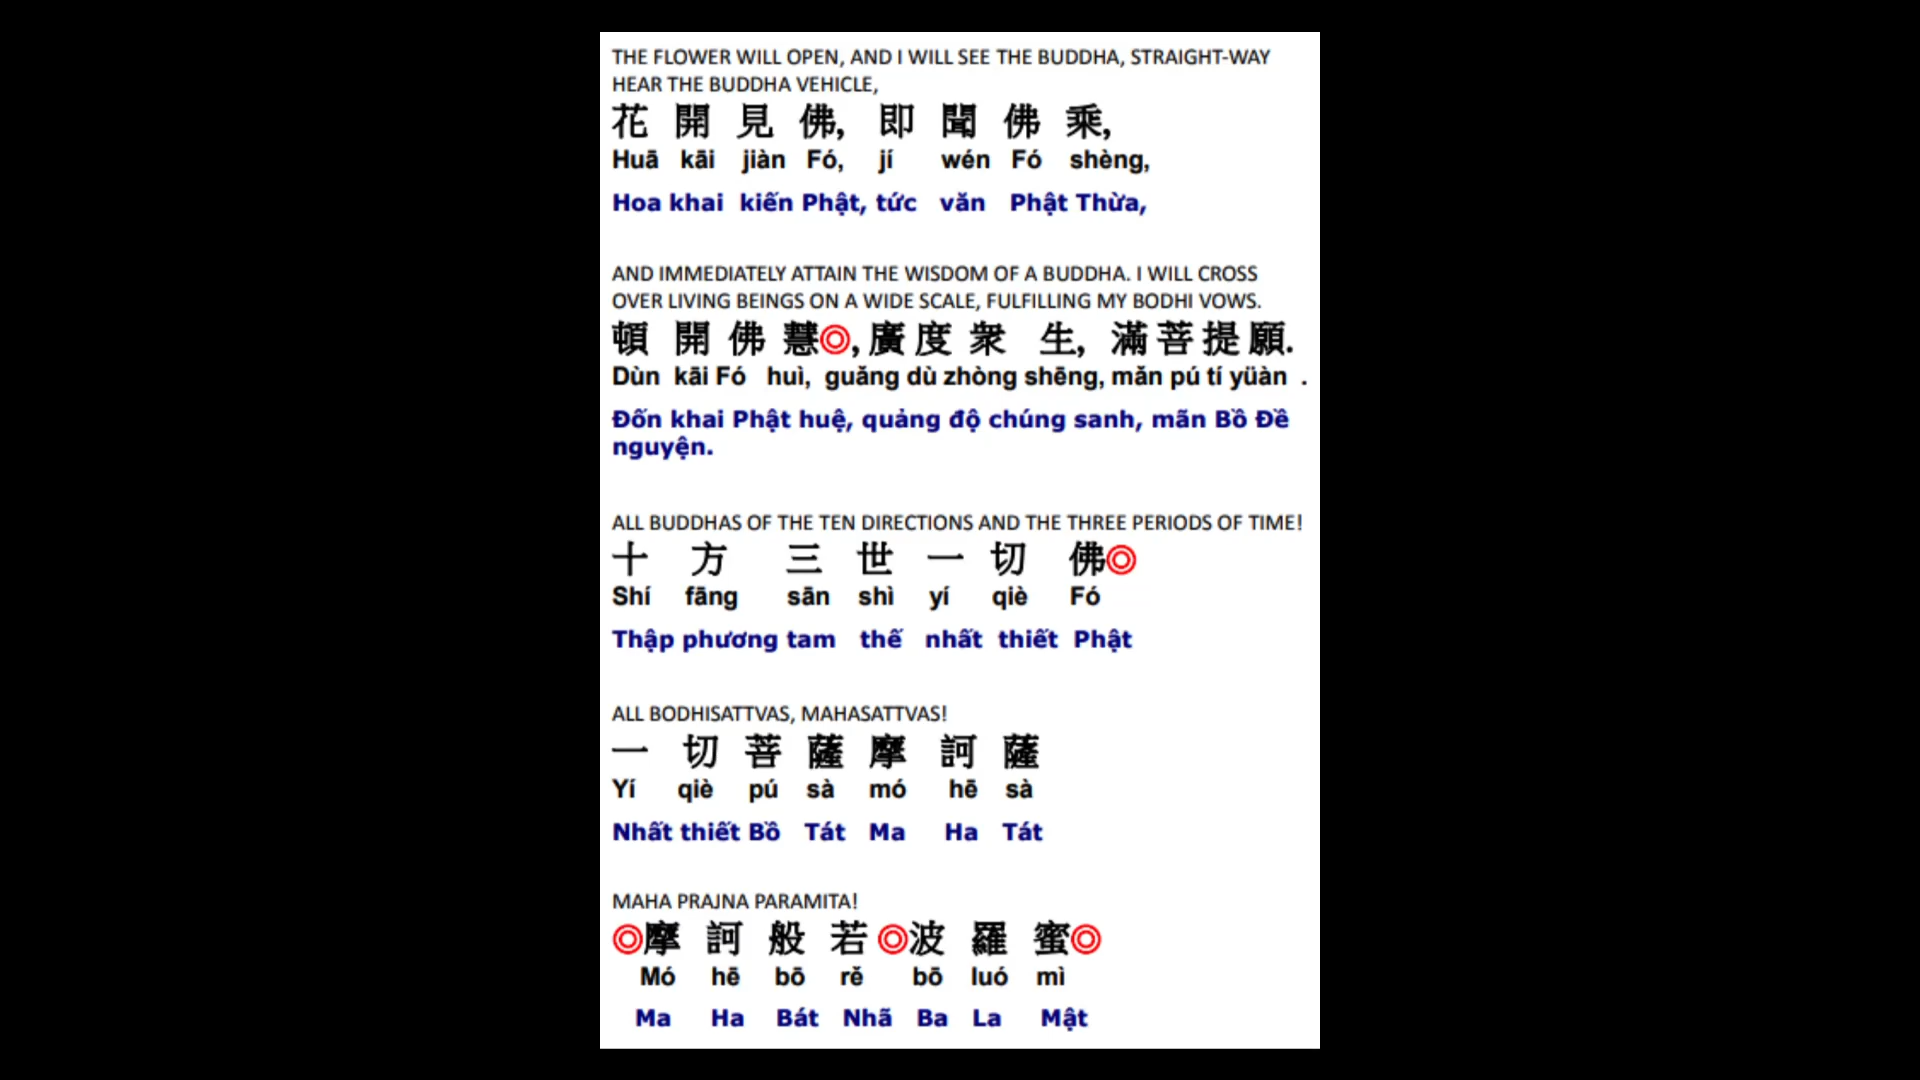 THE FLOWER WILL OPEN, AND I WILL SEE THE BUDDHA, STRAIGHT-WAY
HEAR THE BUDDHA VEHICLE,
花 開 見 佛, 即 聞 佛 乘,
Huā kāi jiàn Fó, jí wén Fó shèng,
Hoa khai kiến Phật, tức văn Phật Thừa,
AND IMMEDIATELY ATTAIN THE WISDOM OF A BUDDHA. I WILL CROSS
OVER LIVING BEINGS ON A WIDE SCALE, FULFILLING MY BODHI VOWS.
頓 開 佛 慧◎, 廣 度 衆 生, 滿 菩 提 願.
Dùn kāi Fó huì, guǎng dù zhòng shēng, mǎn pú tí yüàn .
Đốn khai Phật huệ, quảng độ chúng sanh, mãn Bồ Đề
nguyện.
ALL BUDDHAS OF THE TEN DIRECTIONS AND THE THREE PERIODS OF TIME!
十 方 三 世 一 切 佛◎
Shí fāng sān shì yí qiè Fó
Thập phương tam thế nhất thiết Phật
ALL BODHISATTVAS, MAHASATTVAS!
一 切 菩 薩 摩 訶 薩
Yí qiè pú sà mó hē sà
Nhất thiết Bồ Tát Ma Ha Tát
MAHA PRAJNA PARAMITA!
◎摩 訶 般 若 ◎波 羅 蜜◎
Mó hē bō rě bō luó mì
Ma Ha Bát Nhã Ba La Mật